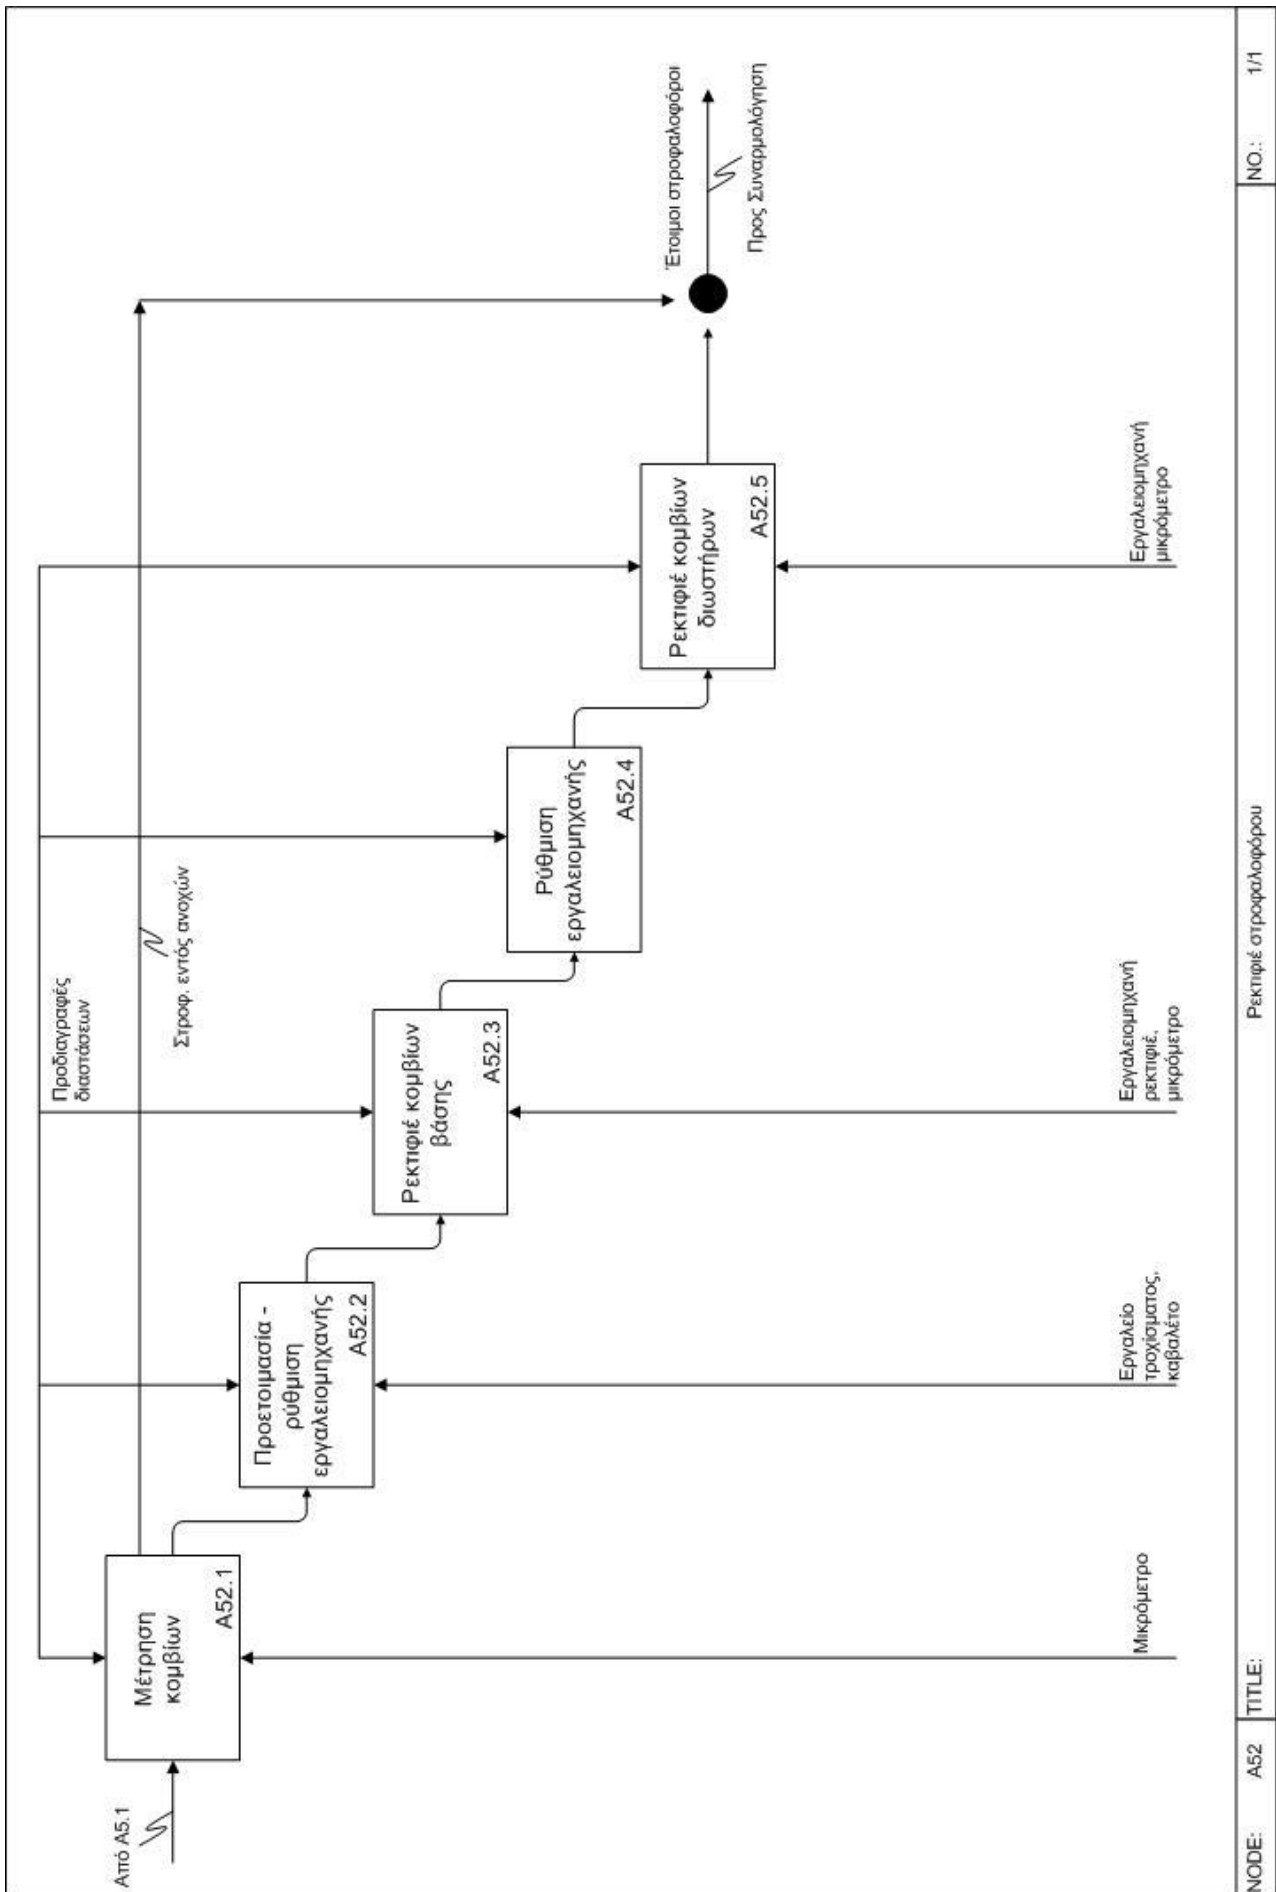 Προδιαγραφές
διαστάσεων
Στροφ. εντός ανοχών
Από A5.1
Μέτρηση
κομβίων
A52.1
Προετοιμασία -
ρύθμιση
εργαλειομηχανής
A52.2
Ρεκτιφιέ κομβίων
βάσης
A52.3
Ρύθμιση
εργαλειομηχανής
A52.4
Ρεκτιφιέ κομβίων
διωστήρων
A52.5
Έτοιμοι στροφαλοφόροι
Προς Συναρμολόγηση
Μικρόμετρο
Εργαλείο
τροχίσματος,
καβαλέτο
Εργαλειομηχανή
ρεκτιφιέ,
μικρόμετρο
Εργαλειομηχανή
μικρόμετρο
NODE: A52 TITLE: Ρεκτιφιέ στροφαλοφόρου NO.: 1/1